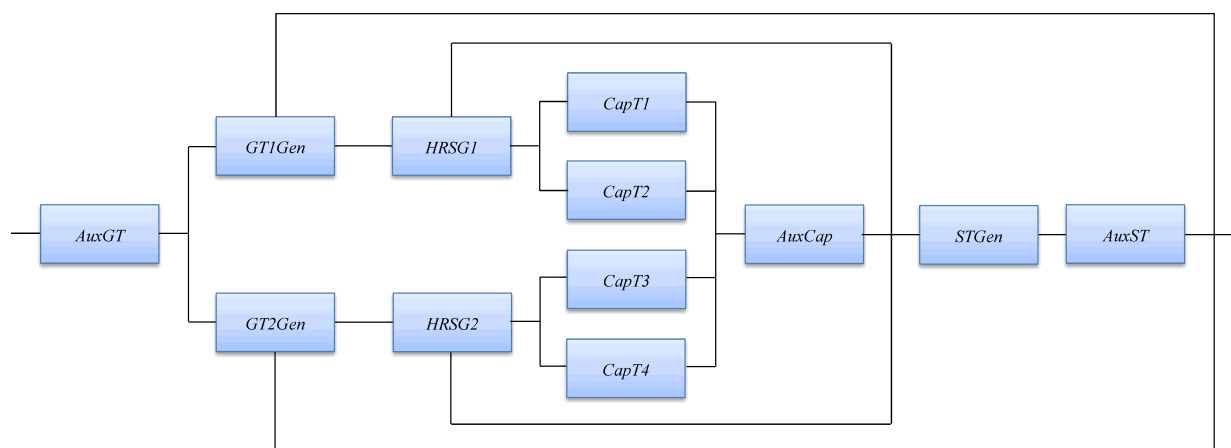 CapT1
GT1Gen
HRSG1
CapT2
AuxGT
AuxCap
STGen
AuxST
CapT3
GT2Gen
HRSG2
CapT4